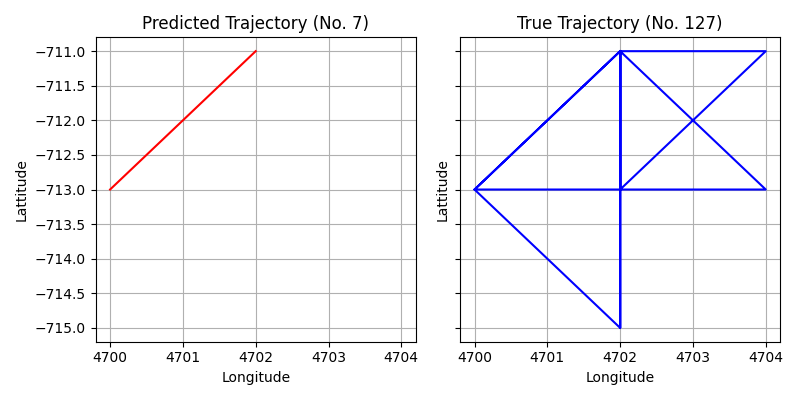 Predicted Trajectory (No. 7)
True Trajectory (No. 127)
−711.0
−711.5
−712.0
−712.5
−713.0
−713.5
−714.0
−714.5
−715.0
Lattitude
Lattitude
4700 4701 4702 4703 4704
4700 4701 4702 4703 4704
Longitude
Longitude